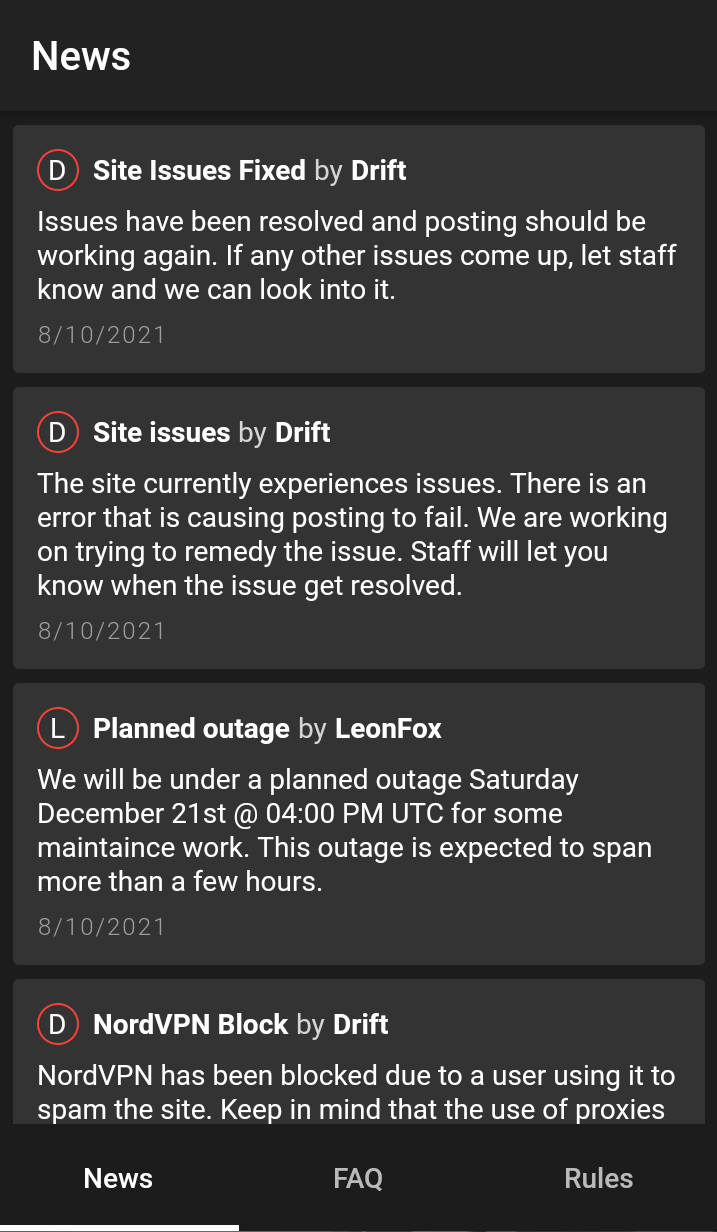 News
D Site Issues Fixed by Drift
Issues have been resolved and posting should be
working again. If any other issues come up, let staff
know and we can look into it.
8/10/2021
D Site issues by Drift
The site currently experiences issues. There is an
error that is causing posting to fail. We are working
on trying to remedy the issue. Staff will let you
know when the issue get resolved.
8/10/2021
L Planned outage by LeonFox
We will be under a planned outage Saturday
December 21st @ 04:00 PM UTC for some
maintaince work. This outage is expected to span
more than a few hours.
8/10/2021
D NordVPN Block by Drift
NordVPN has been blocked due to a user using it to
spam the site. Keep in mind that the use of proxies
News FAQ Rules